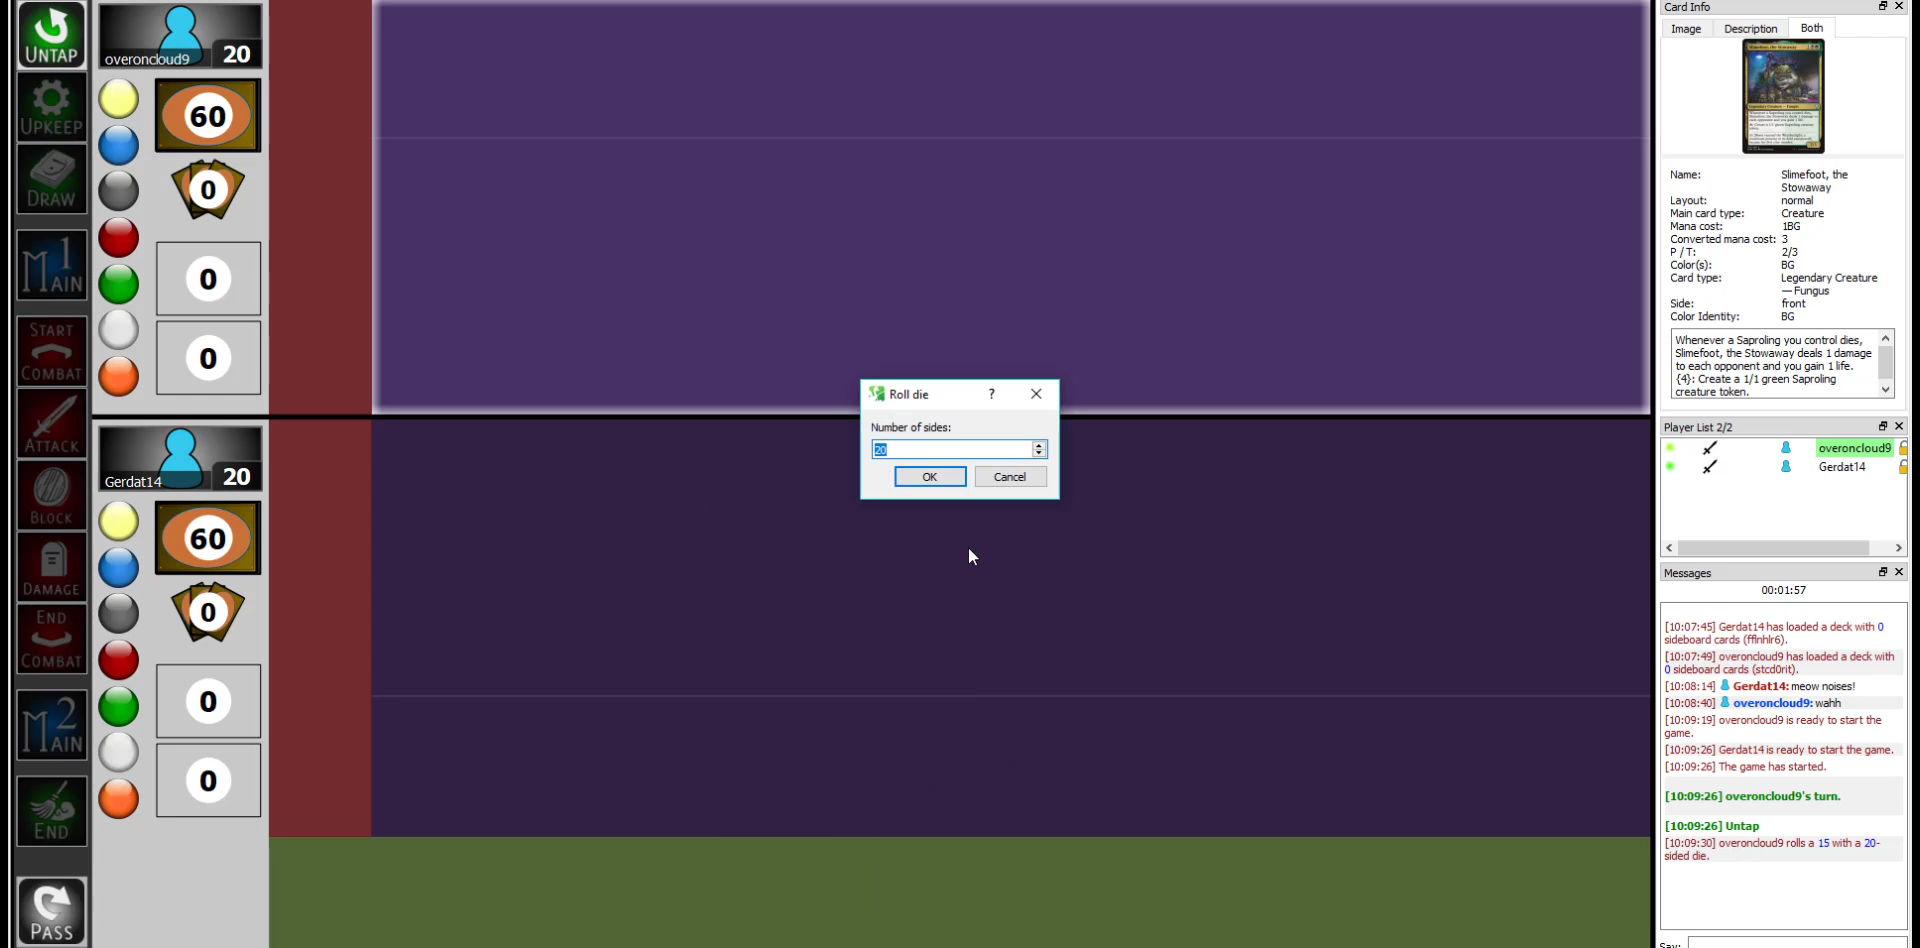 UNTAP
UPKEEP
DRAW
M1
MAIN
START
COMBAT
ATTACK
BLOCK
DAMAGE
END
COMBAT
M2
MAIN
END
PASS
overoncloud9
20
60
0
0
0
Gerdat14
20
60
0
0
0
Roll die
?
Number of sides:
20
OK
Cancel
Card Info
Image Description Both
Slimefoot, the Stowaway
Name: Slimefoot, the
Stowaway
Layout: normal
Main card type: Creature
Mana cost: 1BG
Converted mana cost: 3
P / T: 2/3
Color(s): BG
Card type: Legendary Creature
— Fungus
Side: front
Color Identity: BG
Whenever a Saproling you control dies,
Slimefoot, the Stowaway deals 1 damage
to each opponent and you gain 1 life.
{4}: Create a 1/1 green Saproling
creature token.
Player List 2/2
overoncloud9
Gerdat14
Messages
00:01:57
[10:07:45] Gerdat14 has loaded a deck with 0
sideboard cards (fflnhlr6).
[10:07:49] overoncloud9 has loaded a deck with
0 sideboard cards (stcd0rit).
[10:08:14] Gerdat14: meow noises!
[10:08:40] overoncloud9: wahh
[10:09:19] overoncloud9 is ready to start the
game.
[10:09:26] Gerdat14 is ready to start the game.
[10:09:26] The game has started.
[10:09:26] overoncloud9's turn.
[10:09:26] Untap
[10:09:30] overoncloud9 rolls a 15 with a 20-
sided die.
Say: